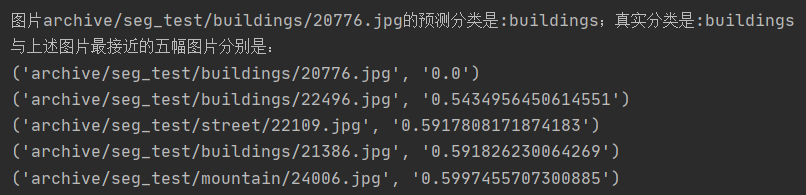 图片archive/seg_test/buildings/20776.jpg的预测分类是:buildings；真实分类是:buildings
与上述图片最接近的五幅图片分别是：
('archive/seg_test/buildings/20776.jpg', '0.0')
('archive/seg_test/buildings/22496.jpg', '0.5434956450614551')
('archive/seg_test/street/22109.jpg', '0.5917808171874183')
('archive/seg_test/buildings/21386.jpg', '0.591826230064269')
('archive/seg_test/mountain/24006.jpg', '0.5997455707300885')